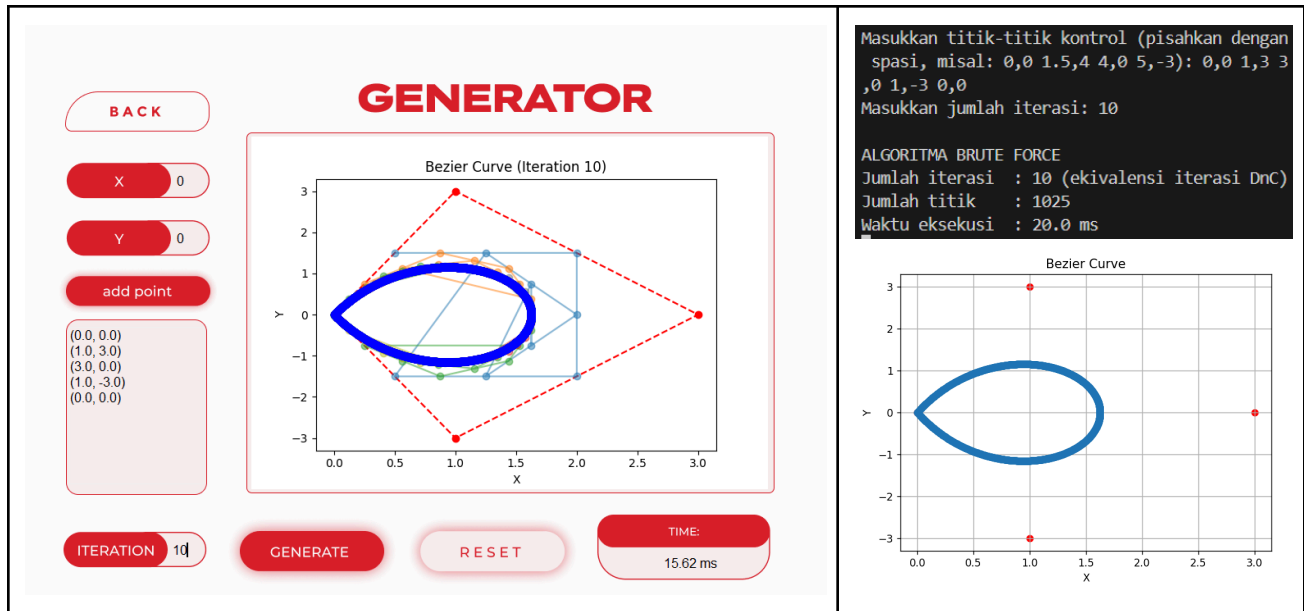 BACK
GENERATOR
X 0
Y 0
add point
(0.0, 0.0)
(1.0, 3.0)
(3.0, 0.0)
(1.0, -3.0)
(0.0, 0.0)
Bezier Curve (Iteration 10)
3
2
1
0
−1
−2
−3
Y
0.0 0.5 1.0 1.5 2.0 2.5 3.0
X
ITERATION 10
GENERATE
RESET
TIME:
15.62 ms
Masukkan titik-titik kontrol (pisahkan dengan
spasi, misal: 0,0 1.5,4 4,0 5,-3): 0,0 1,3 3
,0 1,-3 0,0
Masukkan jumlah iterasi: 10
ALGORITMA BRUTE FORCE
Jumlah iterasi : 10 (ekivalensi iterasi DnC)
Jumlah titik : 1025
Waktu eksekusi : 20.0 ms
Bezier Curve
3
2
1
0
−1
−2
−3
Y
0.0 0.5 1.0 1.5 2.0 2.5 3.0
X